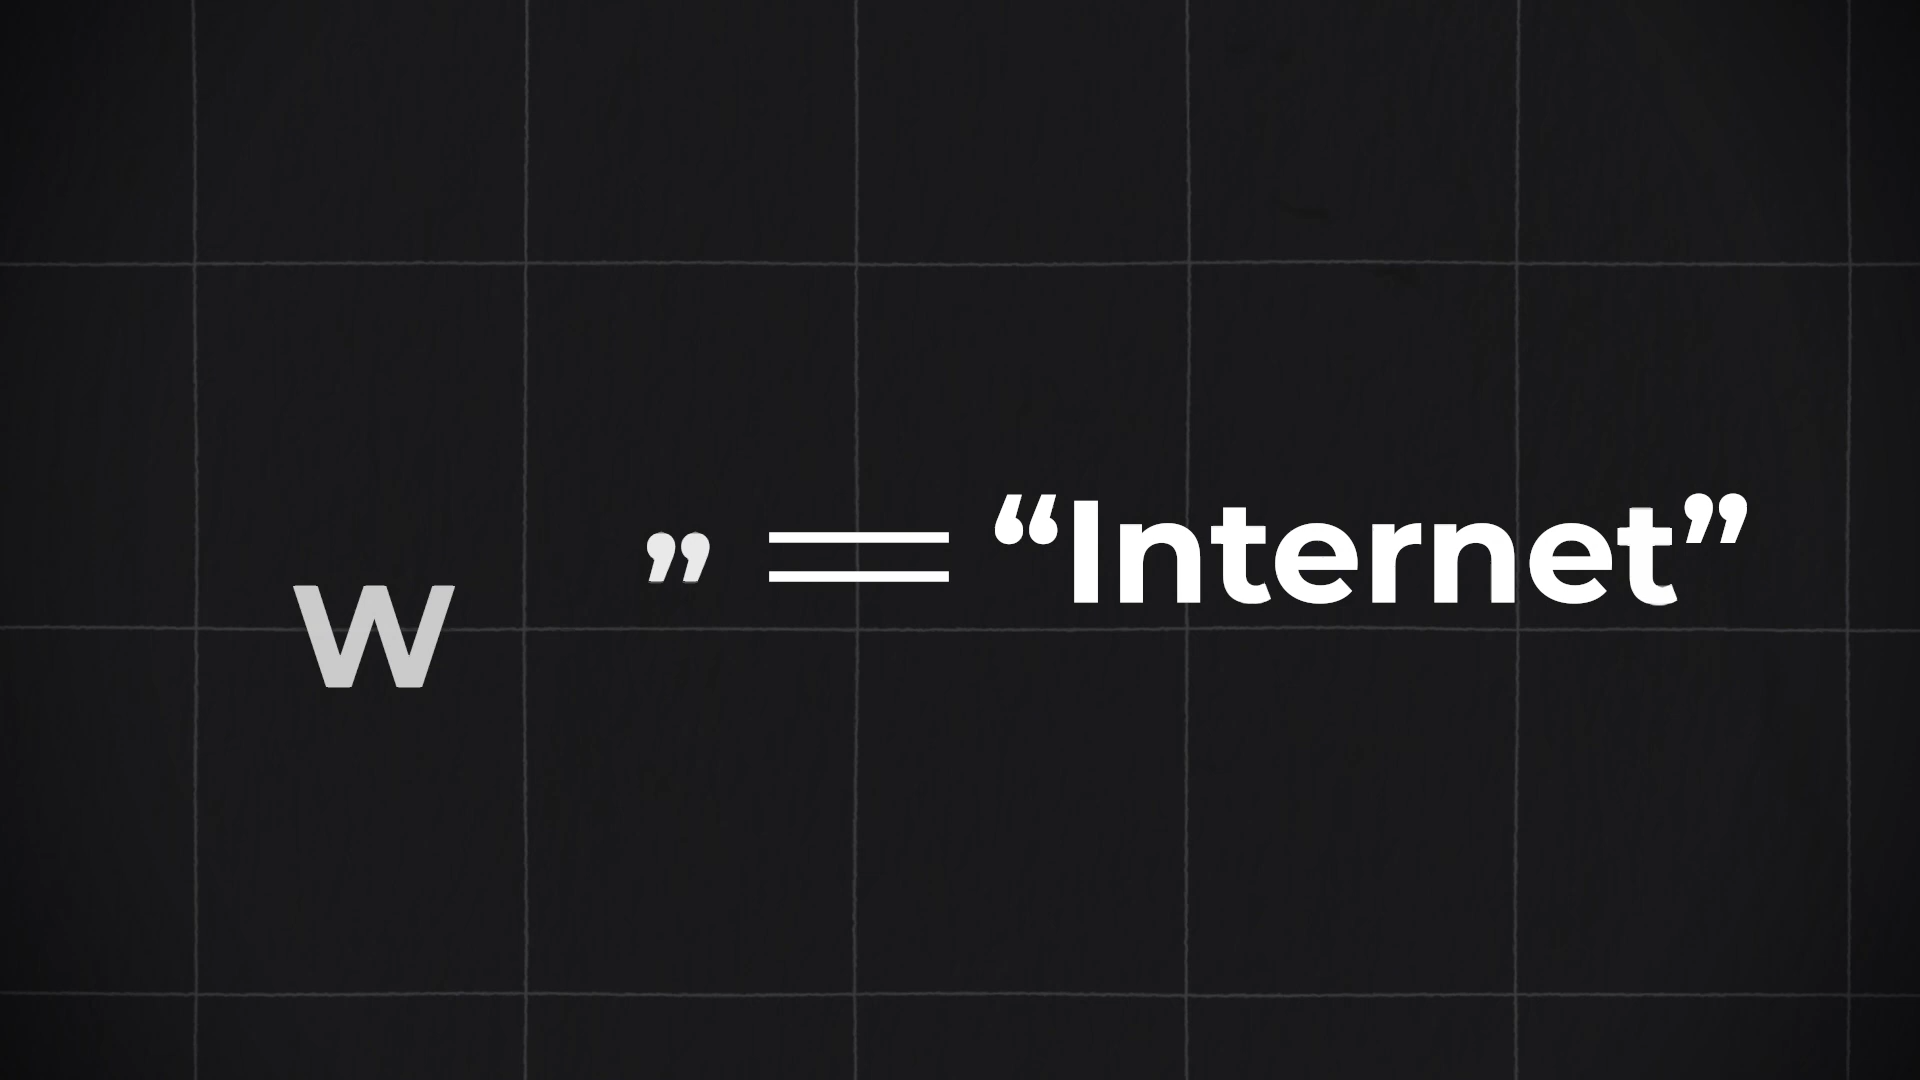 W ” = “Internet”